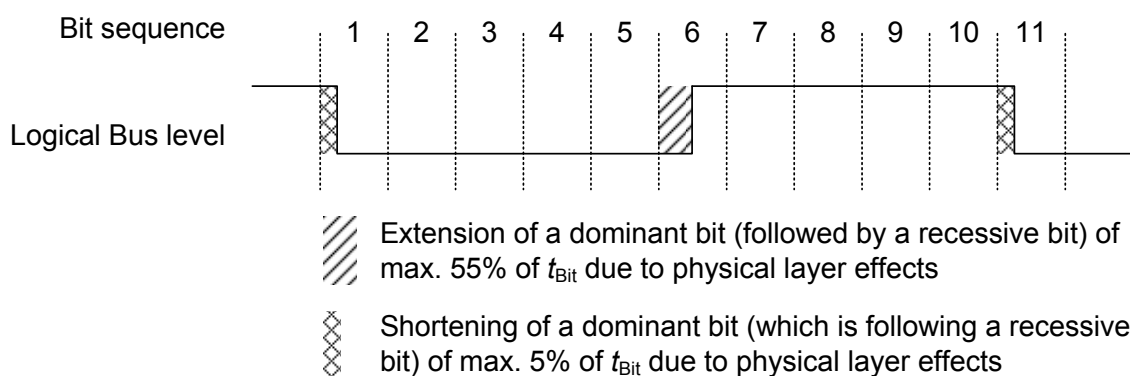 Bit sequence 1 2 3 4 5 6 7 8 9 10 11
Logical Bus level
Extension of a dominant bit (followed by a recessive bit) of
max. 55% of tBit due to physical layer effects
Shortening of a dominant bit (which is following a recessive
bit) of max. 5% of tBit due to physical layer effects